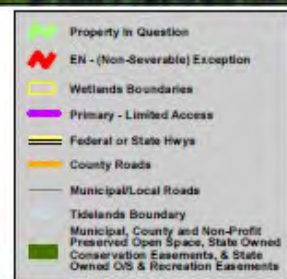 Property In Question
EN - (Non-Severable) Exception
Wetlands Boundaries
Primary - Limited Access
Federal or State Hwys
County Roads
Municipal/Local Roads
Tidelands Boundary
Municipal, County and Non-Profit
Preserved Open Space, State Owned
Conservation Easements, & State
Owned O/S & Recreation Easements